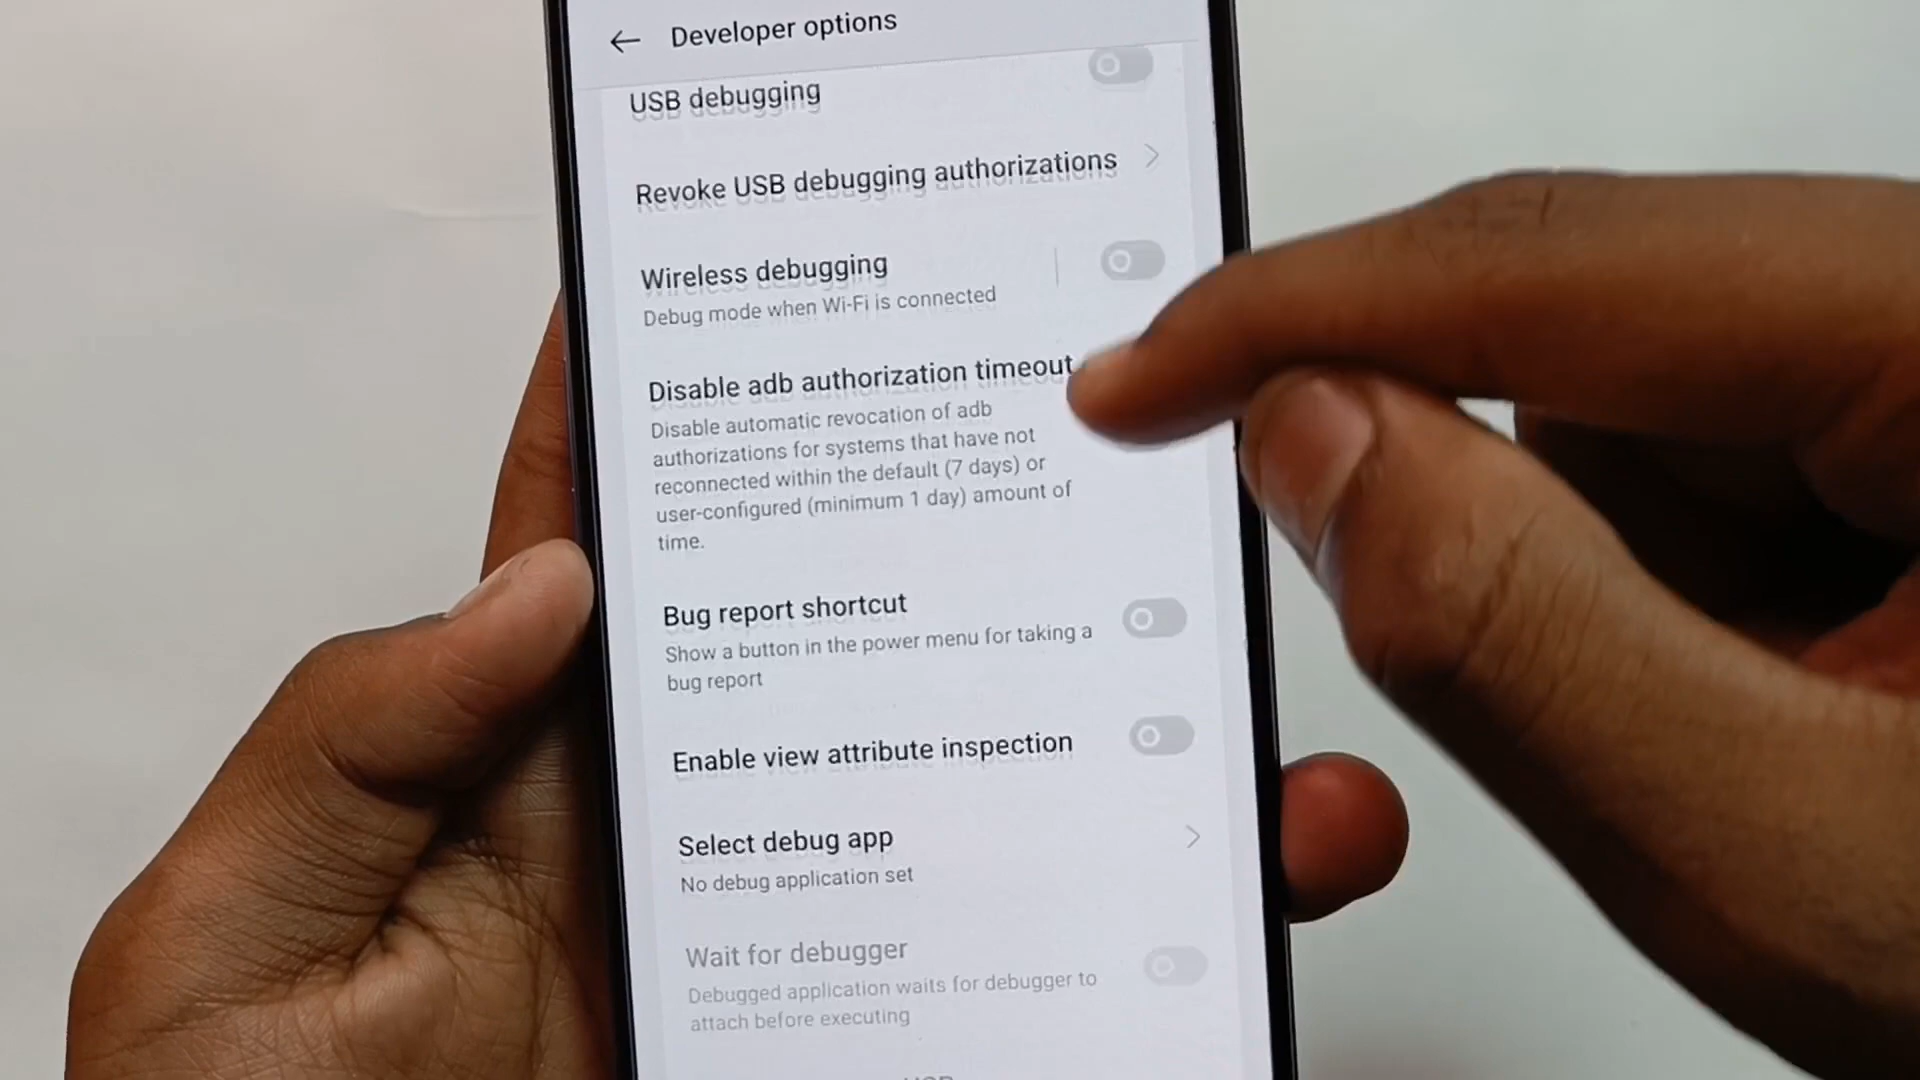 Developer options
USB debugging
Revoke USB debugging authorizations
Wireless debugging
Debug mode when Wi-Fi is connected
Disable adb authorization timeout
Disable automatic revocation of adb
authorizations for systems that have not
reconnected within the default (7 days) or
user-configured (minimum 1 day) amount of
time.
Bug report shortcut
Show a button in the power menu for taking a
bug report
Enable view attribute inspection
Select debug app
No debug application set
Wait for debugger
Debugged application waits for debugger to
attach before executing